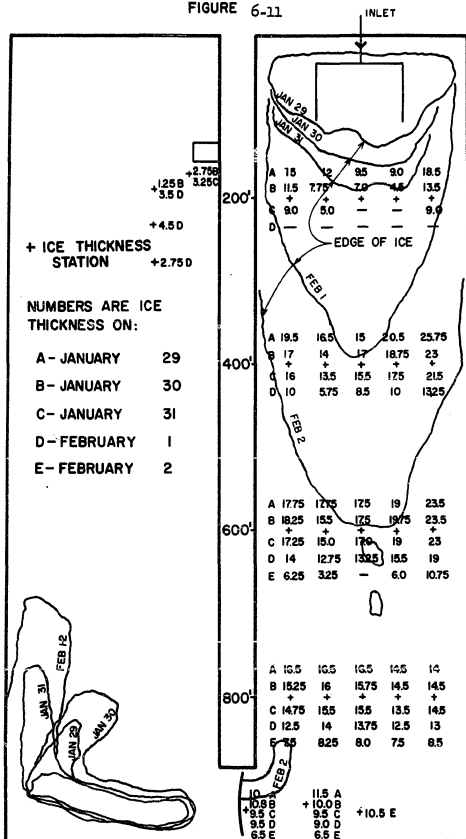 FIGURE 6-11
INLET
JAN 29
JAN 30
JAN 31
A 15 12 9.5 9.0 18.5
B 11.5 7.75 7.0 4.5 13.5
+ + + + +
C 9.0 5.0 — — 9.0
D — — — — —
200'
EDGE OF ICE
FEB 1
+2.75B
3.25C
1.25B
+
3.5D
+4.5D
+2.75D
+ ICE THICKNESS
STATION
NUMBERS ARE ICE
THICKNESS ON:
A – JANUARY 29
B – JANUARY 30
C – JANUARY 31
D – FEBRUARY 1
E – FEBRUARY 2
A 19.5 16.5 15 20.5 25.75
B 17 14 17 18.75 23
+ + + + +
400'
C 16 13.5 15.5 17.5 21.5
D 10 5.75 8.5 10 13.25
FEB 2
A 17.75 17.75 17.5 19 23.5
B 18.25 15.5 17.5 19.75 23.5
+ + + + +
600'
C 17.25 15.0 17.0 19 23
D 14 12.75 13.25 15.5 19
E 6.25 3.25 — 6.0 10.75
A 16.5 16.5 16.5 14.5 14
B 15.25 16 15.75 14.5 14.5
+ + + + +
800'
C 14.75 15.5 15.5 13.5 14.5
D 12.5 14 13.75 12.5 13
E 7.5 8.25 8.0 7.5 8.5
FEB 2
FEB 1-2
JAN 31
JAN 30
JAN 29
10 A 11.5 A
+10.8 B +10.0 B
9.5 C 9.5 C +10.5 E
9.5 D 9.0 D
6.5 E 6.5 E